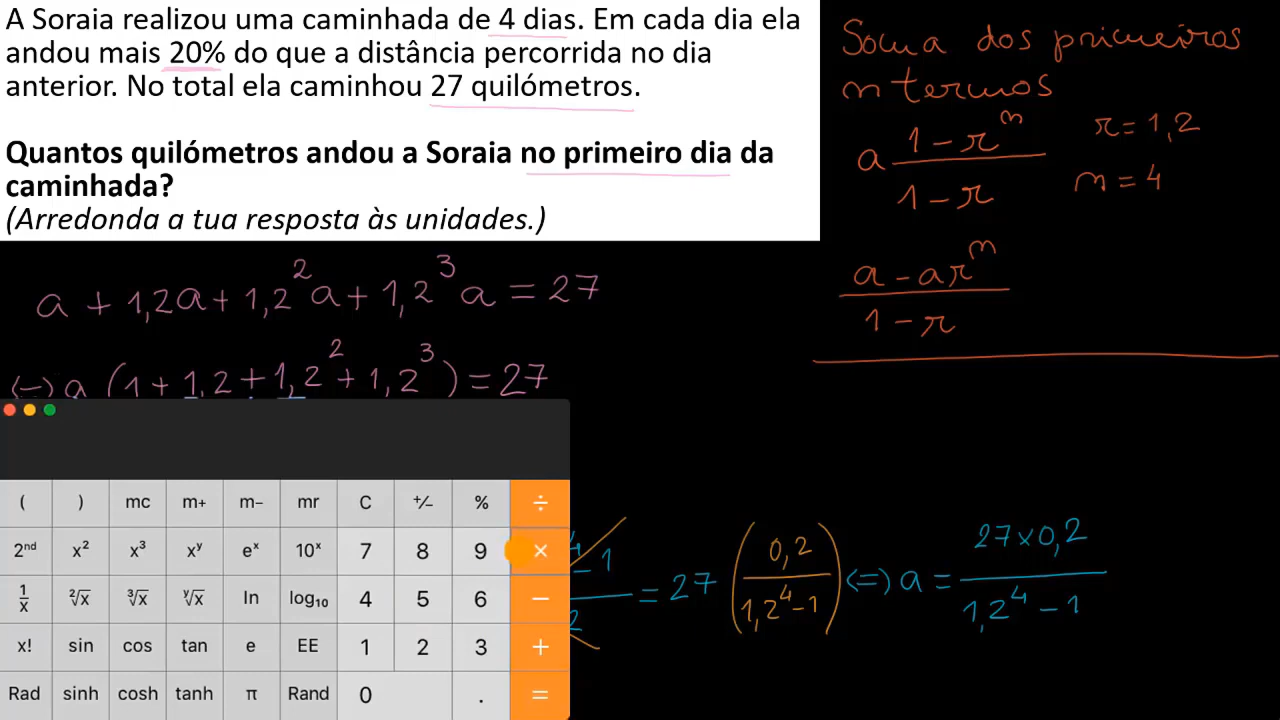 A Soraia realizou uma caminhada de 4 dias. Em cada dia ela
andou mais 20% do que a distância percorrida no dia
anterior. No total ela caminhou 27 quilómetros.
Quantos quilómetros andou a Soraia no primeiro dia da
caminhada?
(Arredonda a tua resposta às unidades.)
Soma dos primeiros
n termos
a (1 - r^n)/(1 - r) r = 1,2
n = 4
(a - ar^n)/(1 - r)
a + 1,2a + 1,2²a + 1,2³a = 27
(=) a (1 + 1,2 + 1,2² + 1,2³) = 27
4 - 1 / 2 = 27 (0,2/(1,2⁴-1)) (=) a = (27×0,2)/(1,2⁴ - 1)
( ) mc m+ m- mr C +/- % ÷
2nd x² x³ xʸ eˣ 10ˣ 7 8 9 ×
1/x ²√x ³√x ʸ√x ln log₁₀ 4 5 6 −
x! sin cos tan e EE 1 2 3 +
Rad sinh cosh tanh π Rand 0 . =